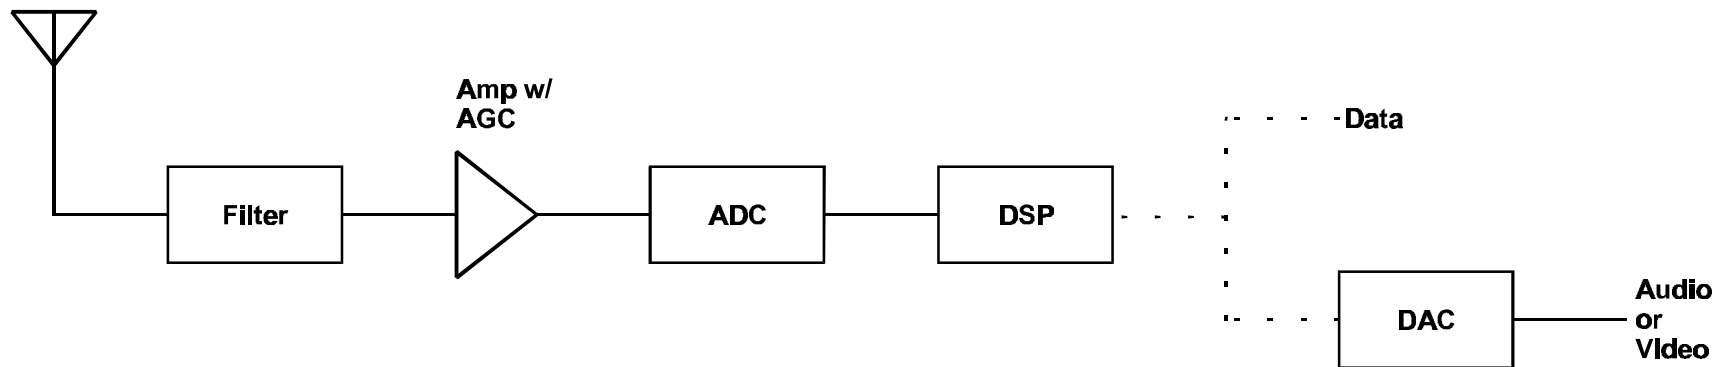 Amp w/
AGC
Filter
ADC
DSP
Data
DAC
Audio
or
Video